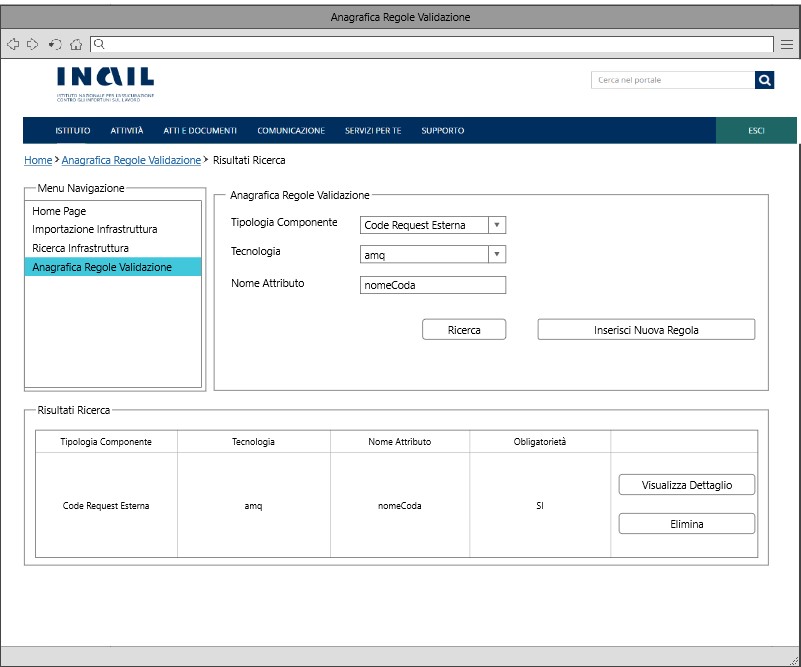 Anagrafica Regole Validazione
INAIL
ISTITUTO NAZIONALE PER L'ASSICURAZIONE
CONTRO GLI INFORTUNI SUL LAVORO
Cerca nel portale
ISTITUTO ATTIVITÀ ATTI E DOCUMENTI COMUNICAZIONE SERVIZI PER TE SUPPORTO ESCI
Home > Anagrafica Regole Validazione > Risultati Ricerca
Menu Navigazione
Home Page
Importazione Infrastruttura
Ricerca Infrastruttura
Anagrafica Regole Validazione
Anagrafica Regole Validazione
Tipologia Componente Code Request Esterna
Tecnologia amq
Nome Attributo nomeCoda
Ricerca Inserisci Nuova Regola
Risultati Ricerca
Tipologia Componente Tecnologia Nome Attributo Obligatorietà
Code Request Esterna amq nomeCoda SI
Visualizza Dettaglio
Elimina